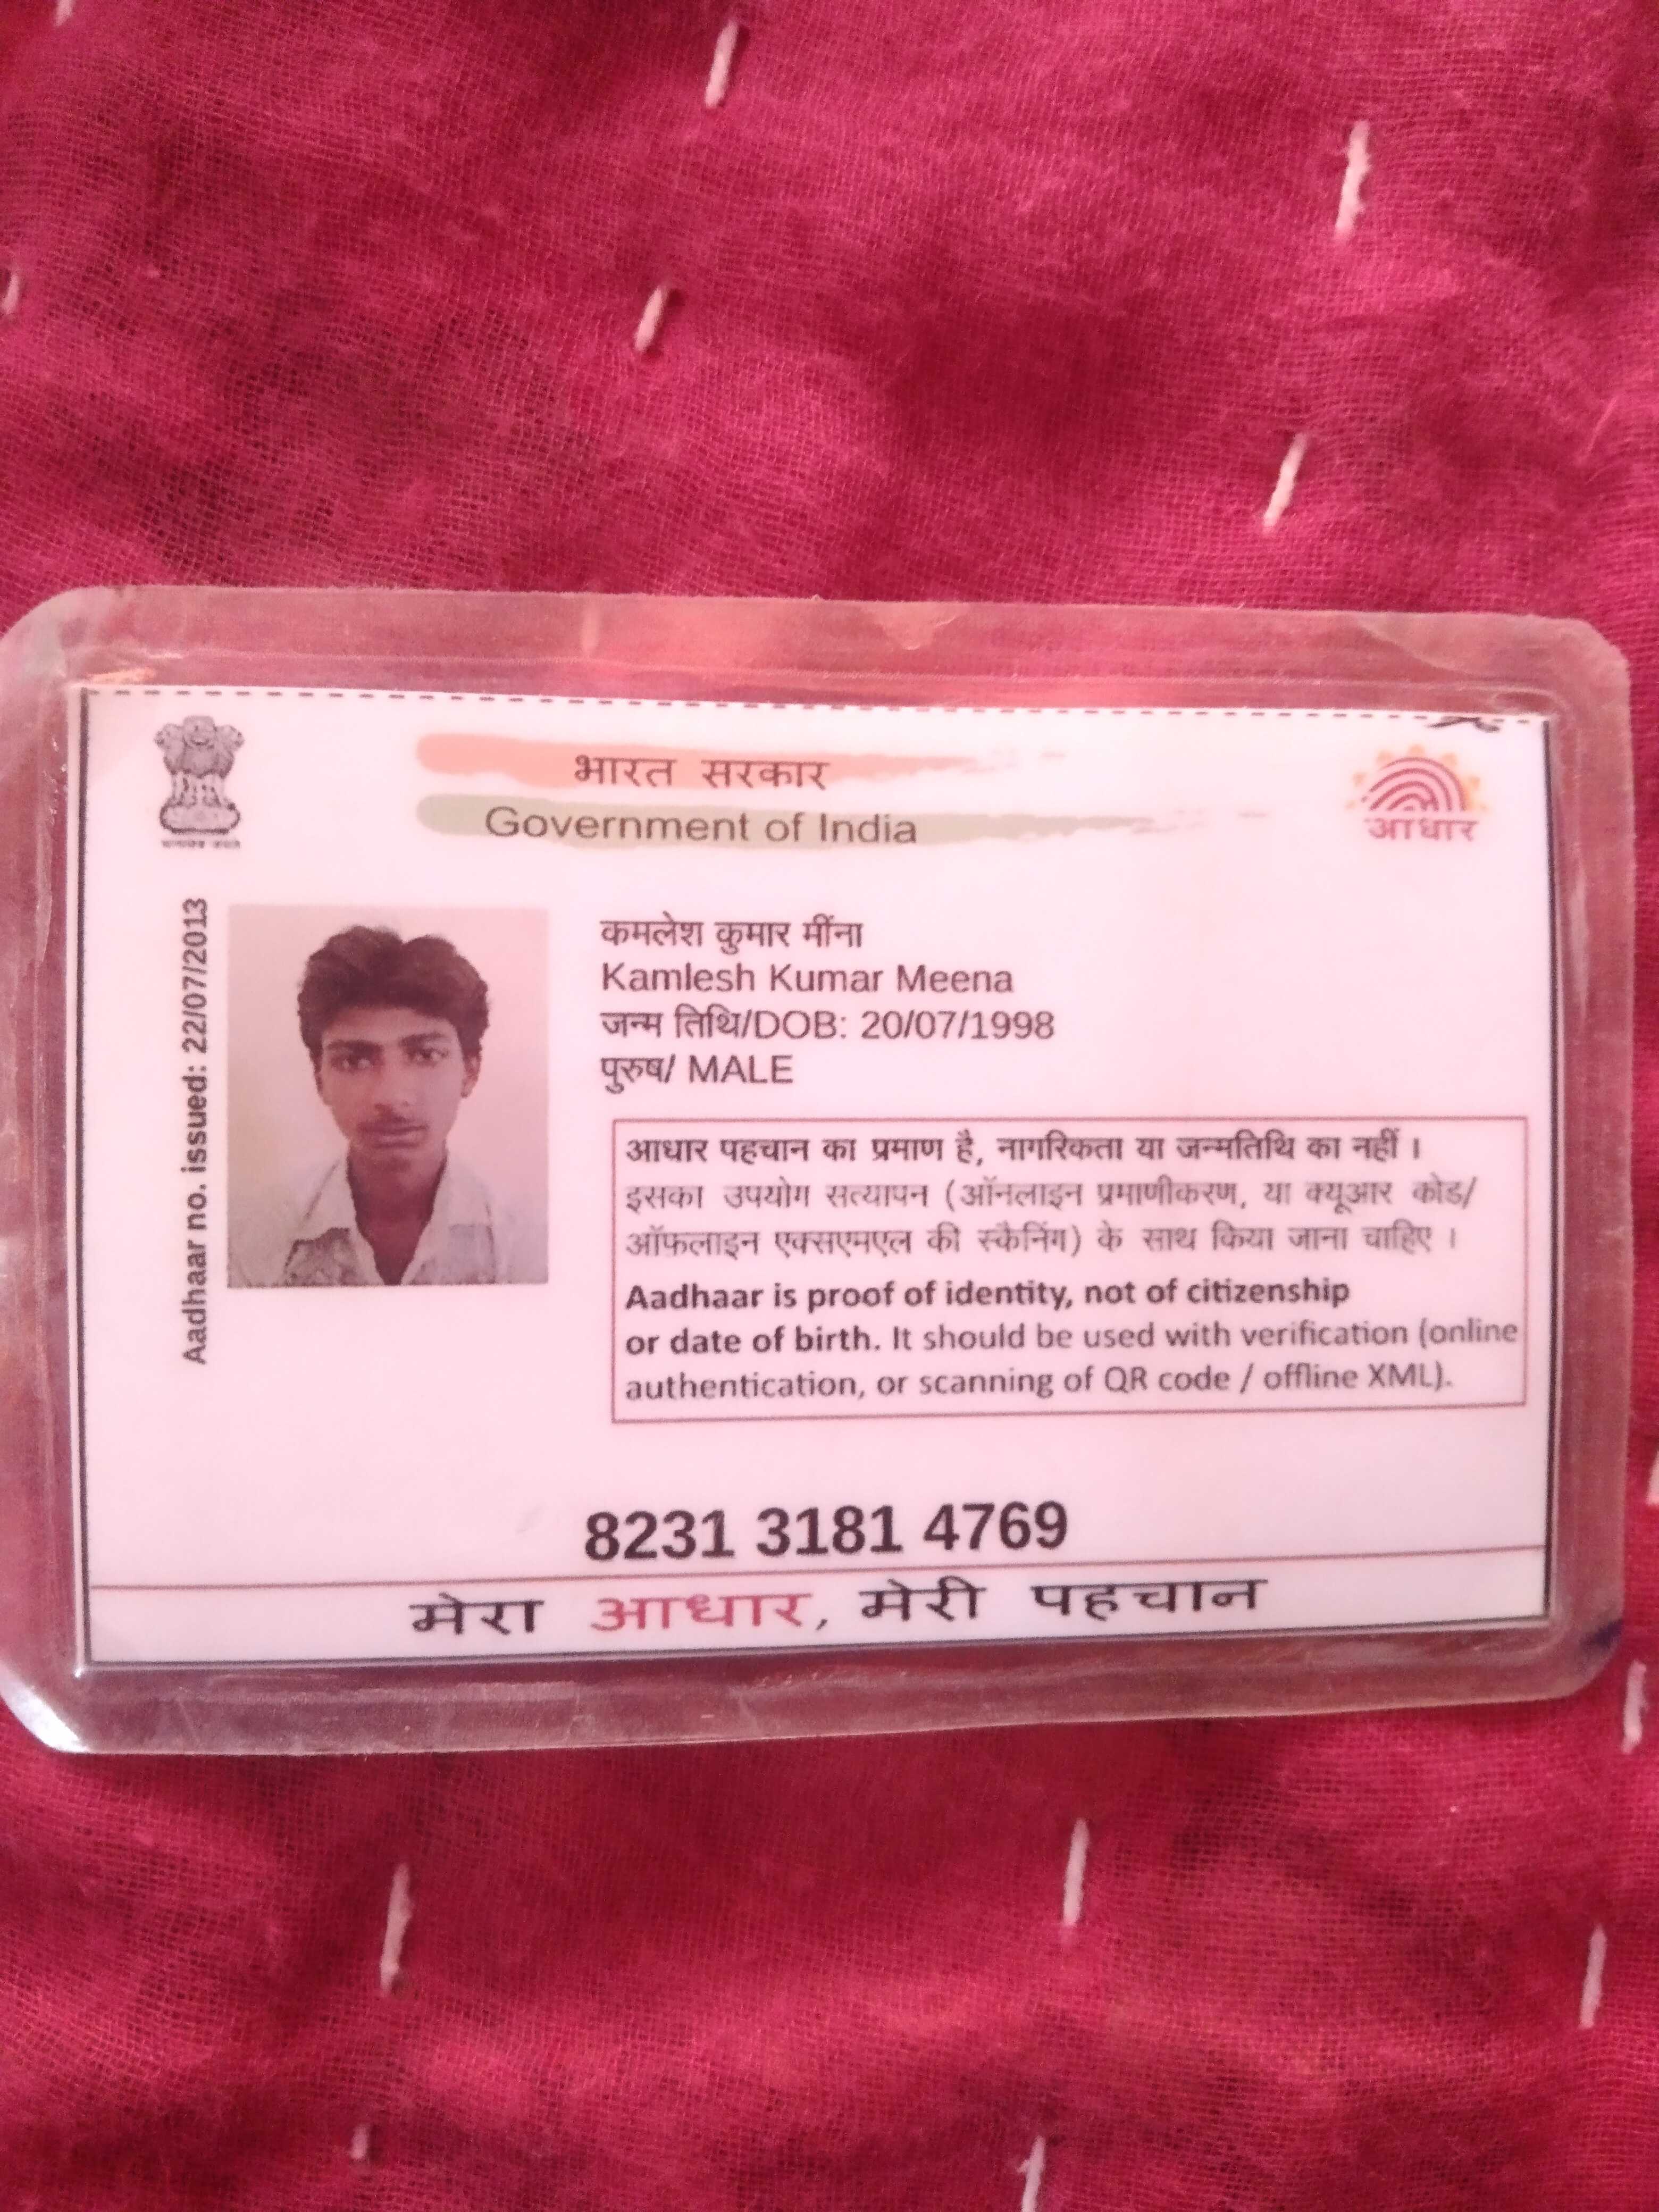 भारत सरकार
Government of India
आधार
Aadhaar no. issued: 22/07/2013
कमलेश कुमार मींना
Kamlesh Kumar Meena
जन्म तिथि/DOB: 20/07/1998
पुरुष/ MALE
आधार पहचान का प्रमाण है, नागरिकता या जन्मतिथि का नहीं ।
इसका उपयोग सत्यापन (ऑनलाइन प्रमाणीकरण, या क्यूआर कोड/
ऑफलाइन एक्सएमएल की स्कैनिंग) के साथ किया जाना चाहिए ।
Aadhaar is proof of identity, not of citizenship
or date of birth. It should be used with verification (online
authentication, or scanning of QR code / offline XML).
8231 3181 4769
मेरा आधार, मेरी पहचान